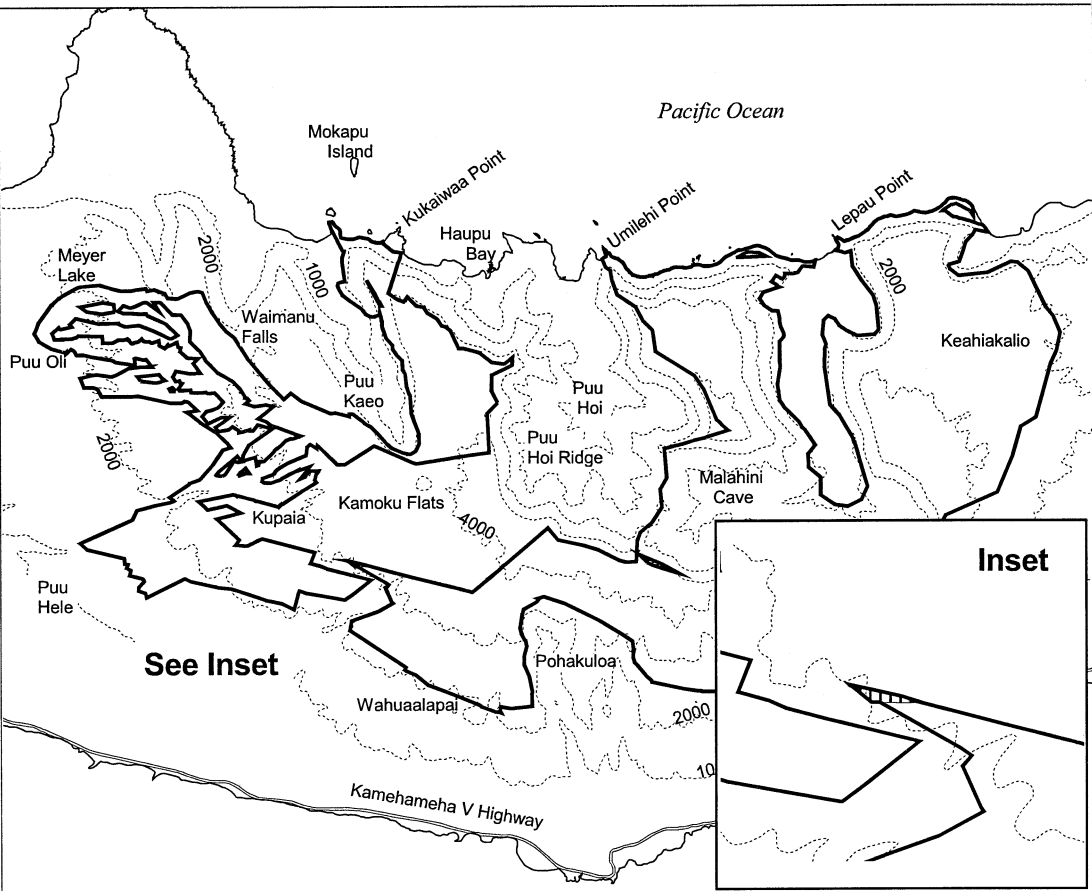 Pacific Ocean
Mokapu
Island
Kukaiwaa Point
Umilehi Point
Lepau Point
Haupu
Bay
Meyer
Lake
2000
1000
2000
Waimanu
Falls
Keahiakalio
Puu Oli
Puu
Kaeo
Puu
Hoi
2000
Puu
Hoi Ridge
Malahini
Cave
Kamoku Flats
Kupaia
4000
Inset
Puu
Hele
See Inset
Pohakuloa
Wahuaalapai
2000
10
Kamehameha V Highway